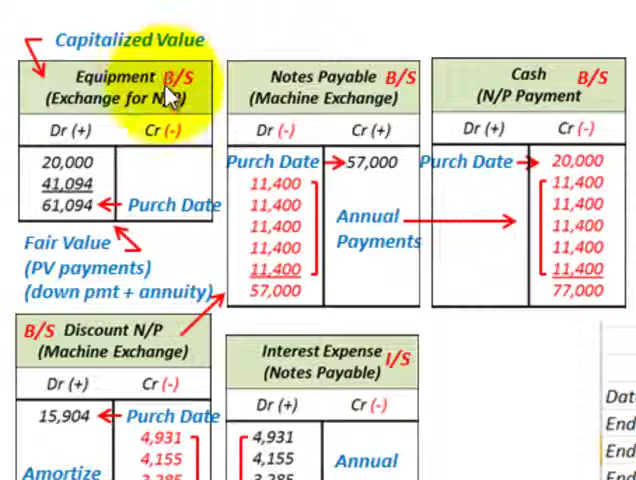 Capitalized Value
Equipment B/S
(Exchange for N/P)
Dr (+) Cr (-)
20,000
41,094
61,094 Purch Date
Fair Value
(PV payments)
(down pmt + annuity)
Notes Payable B/S
(Machine Exchange)
Dr (-) Cr (+)
Purch Date 57,000
11,400
11,400
11,400
11,400
11,400
57,000
Annual
Payments
Cash B/S
(N/P Payment
Dr (+) Cr (-)
Purch Date 20,000
11,400
11,400
11,400
11,400
11,400
77,000
B/S Discount N/P
(Machine Exchange)
Dr (+) Cr (-)
15,904 Purch Date
4,931
4,155
3,285
Amortize
Interest Expense I/S
(Notes Payable)
Dr (+) Cr (-)
4,931
4,155
3,285
Annual
End
End